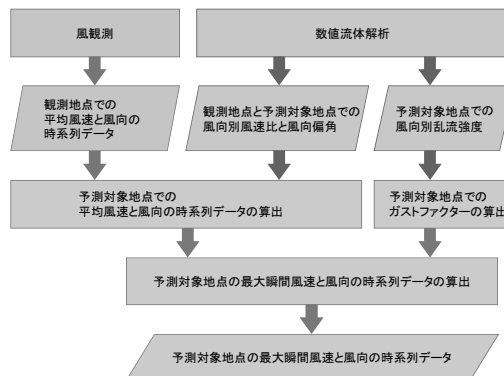 風観測
数値流体解析
観測地点での
平均風速と風向の
時系列データ
観測地点と予測対象地点での
風向別風速比と風向偏角
予測対象地点での
風向別乱流強度
予測対象地点での
平均風速と風向の時系列データの算出
予測対象地点での
ガストファクターの算出
予測対象地点の最大瞬間風速と風向の時系列データの算出
予測対象地点の最大瞬間風速と風向の時系列データ